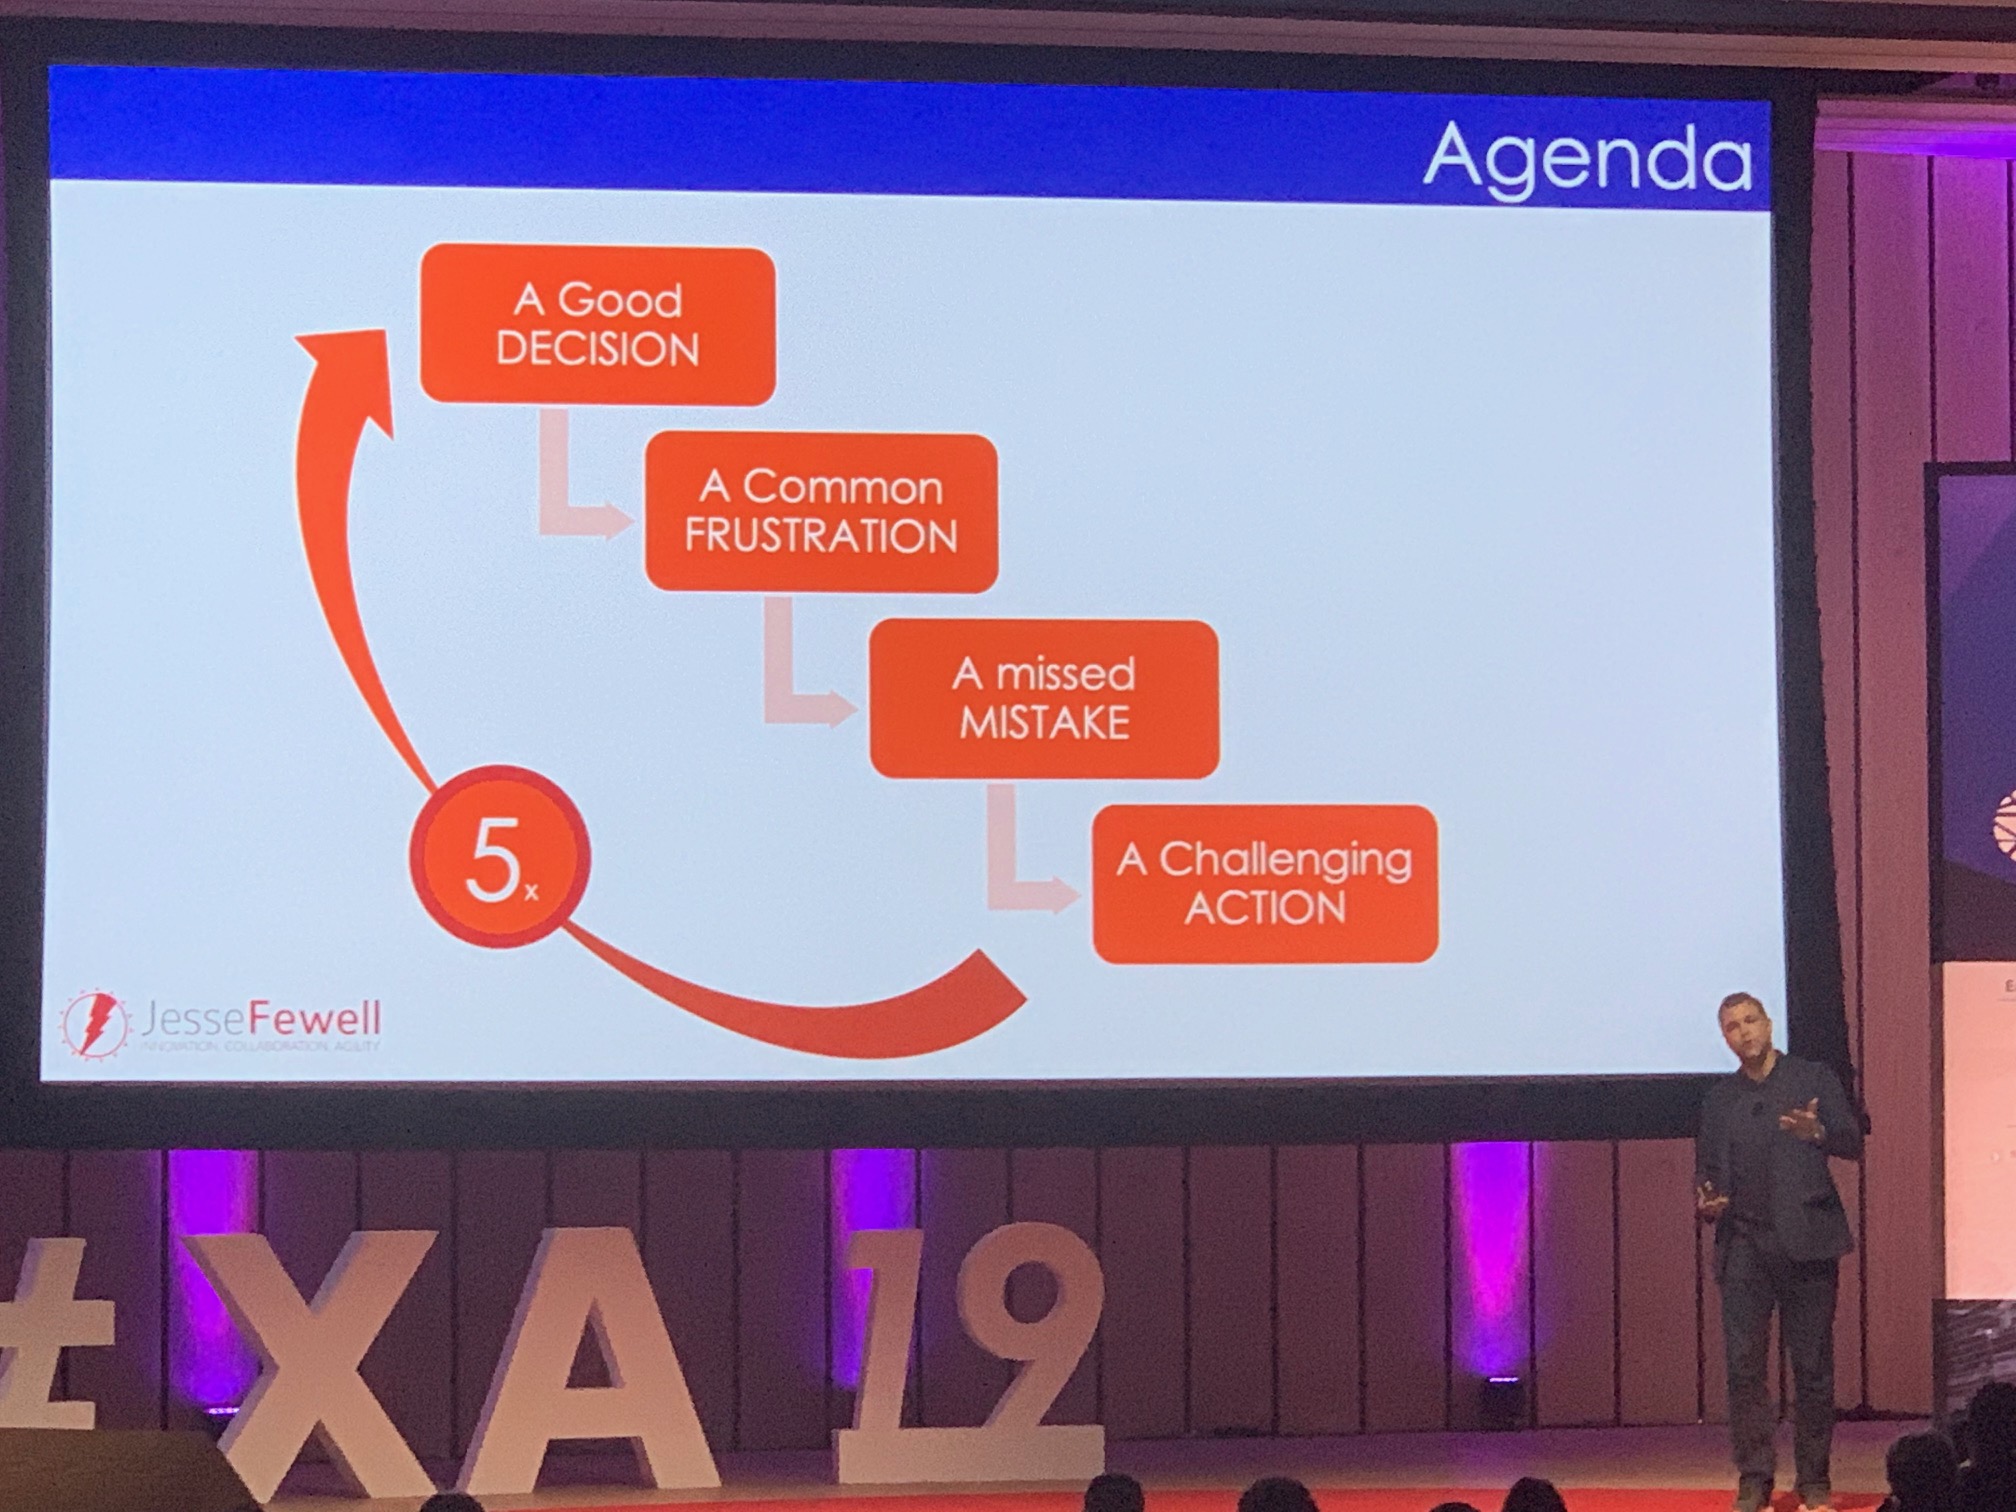 Agenda
A Good
DECISION
A Common
FRUSTRATION
A missed
MISTAKE
A Challenging
ACTION
5x
JesseFewell
INNOVATION. COLLABORATION. AGILITY
#XA 19